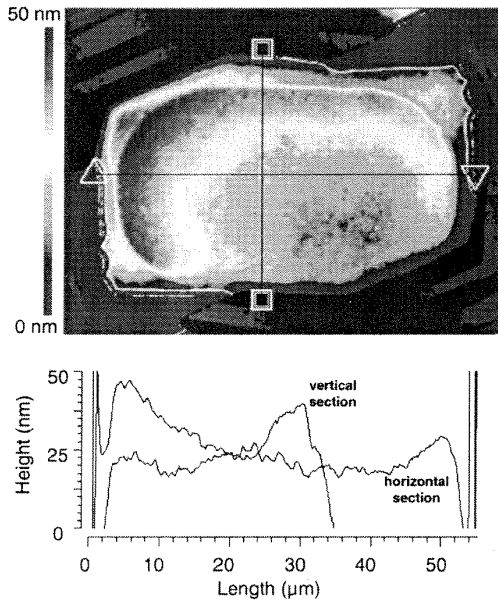 50 nm
0 nm
50
25
0
Height (nm)
vertical
section
horizontal
section
0 10 20 30 40 50
Length (μm)